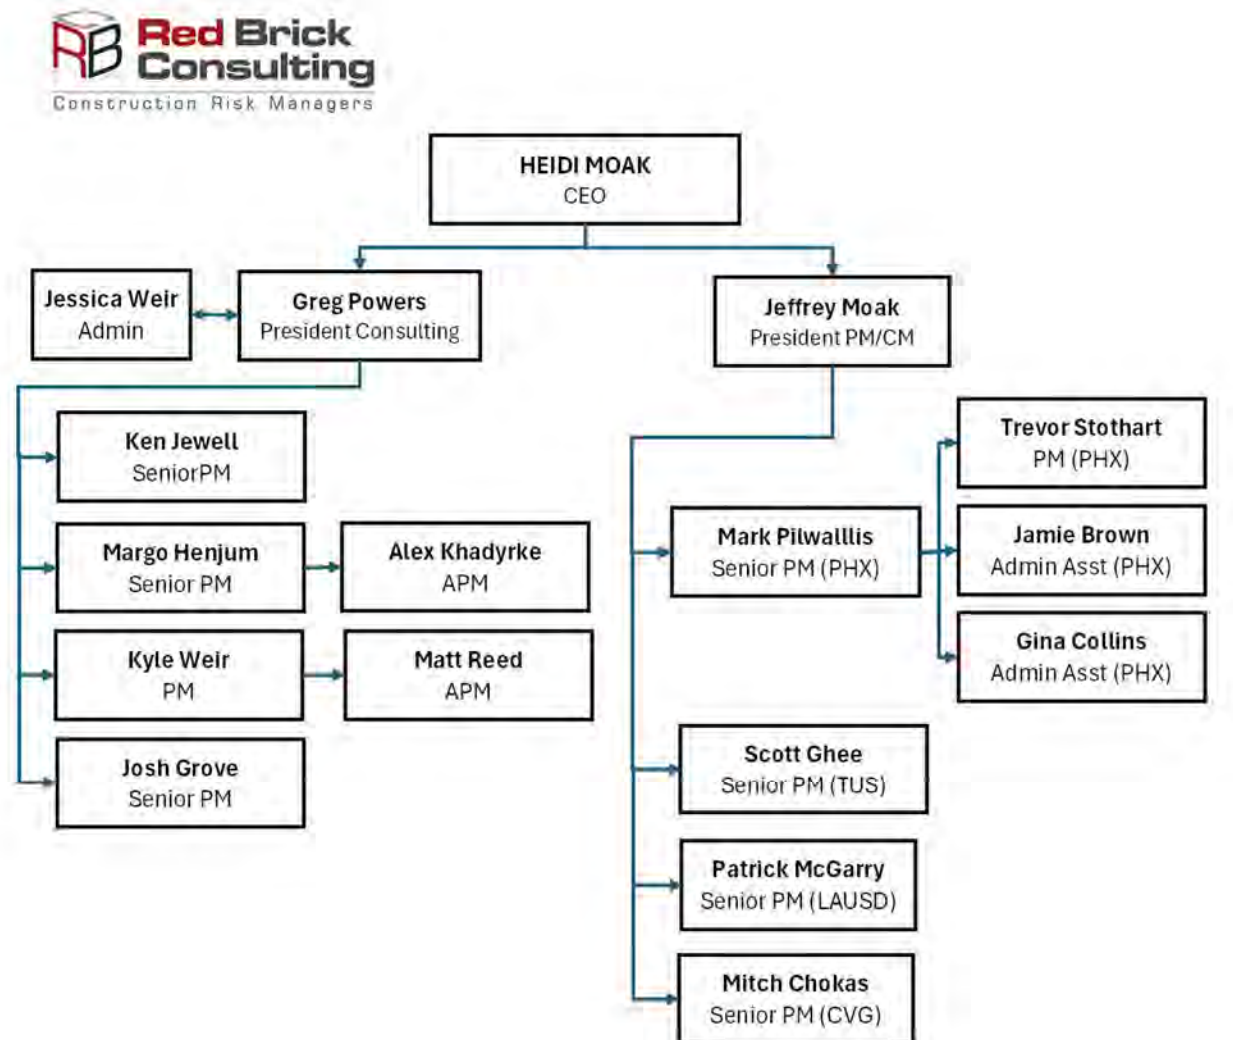 RB Red Brick
Consulting
Construction Risk Managers
HEIDI MOAK
CEO
Jessica Weir
Admin
Greg Powers
President Consulting
Jeffrey Moak
President PM/CM
Ken Jewell
SeniorPM
Margo Henjum
Senior PM
Alex Khadyrke
APM
Kyle Weir
PM
Matt Reed
APM
Josh Grove
Senior PM
Mark Pilwalllis
Senior PM (PHX)
Trevor Stothart
PM (PHX)
Jamie Brown
Admin Asst (PHX)
Gina Collins
Admin Asst (PHX)
Scott Ghee
Senior PM (TUS)
Patrick McGarry
Senior PM (LAUSD)
Mitch Chokas
Senior PM (CVG)